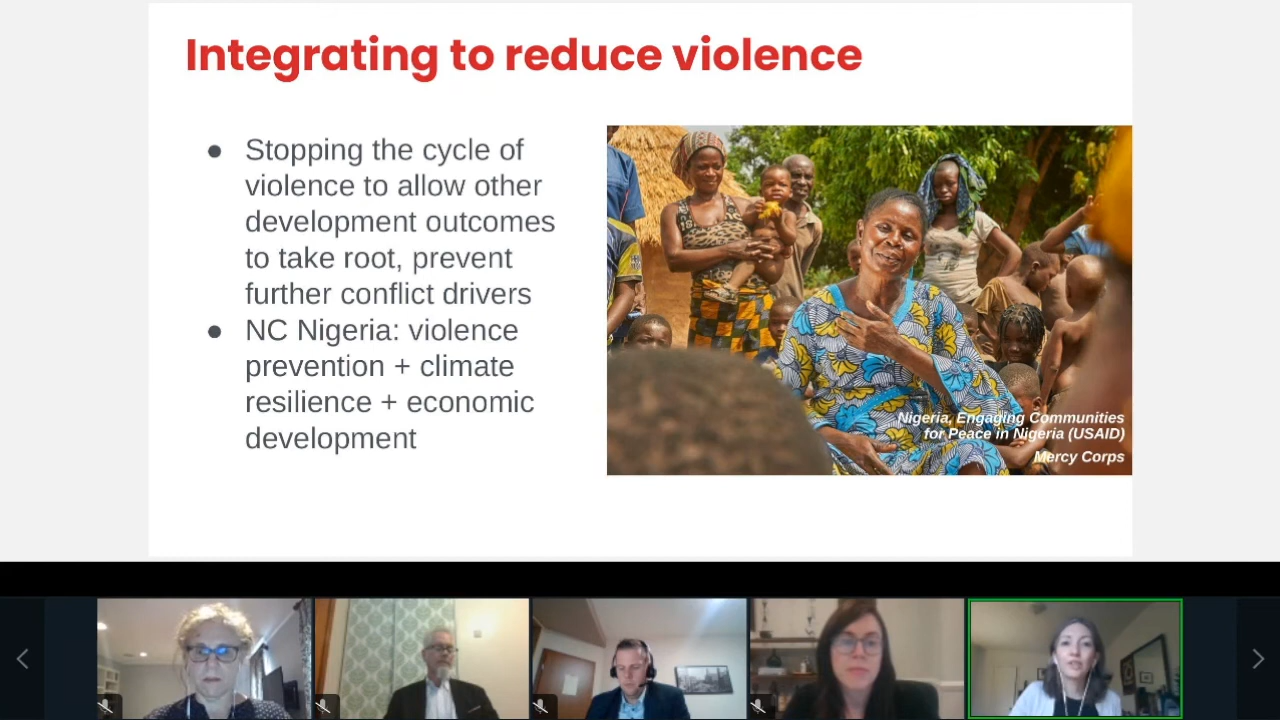 Integrating to reduce violence
● Stopping the cycle of
violence to allow other
development outcomes
to take root, prevent
further conflict drivers
● NC Nigeria: violence
prevention + climate
resilience + economic
development
Nigeria, Engaging Communities
for Peace in Nigeria (USAID)
Mercy Corps